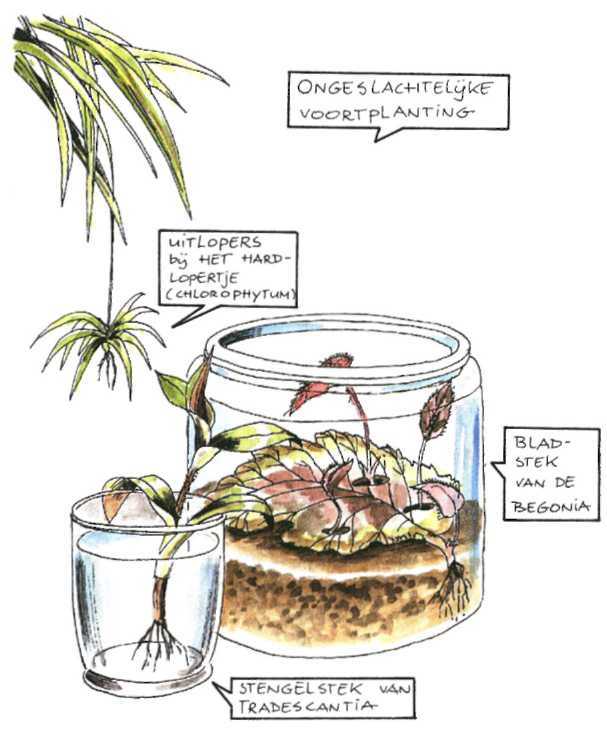 ONGESLACHTELIJKE
VOORTPLANTING
UITLOPERS
bij HET HARD-
LOPERTJE
(CHLOROPHYTUM)
BLAD-
STEK
VAN DE
BEGONIA
STENGELSTEK VAN
TRADESCANTIA